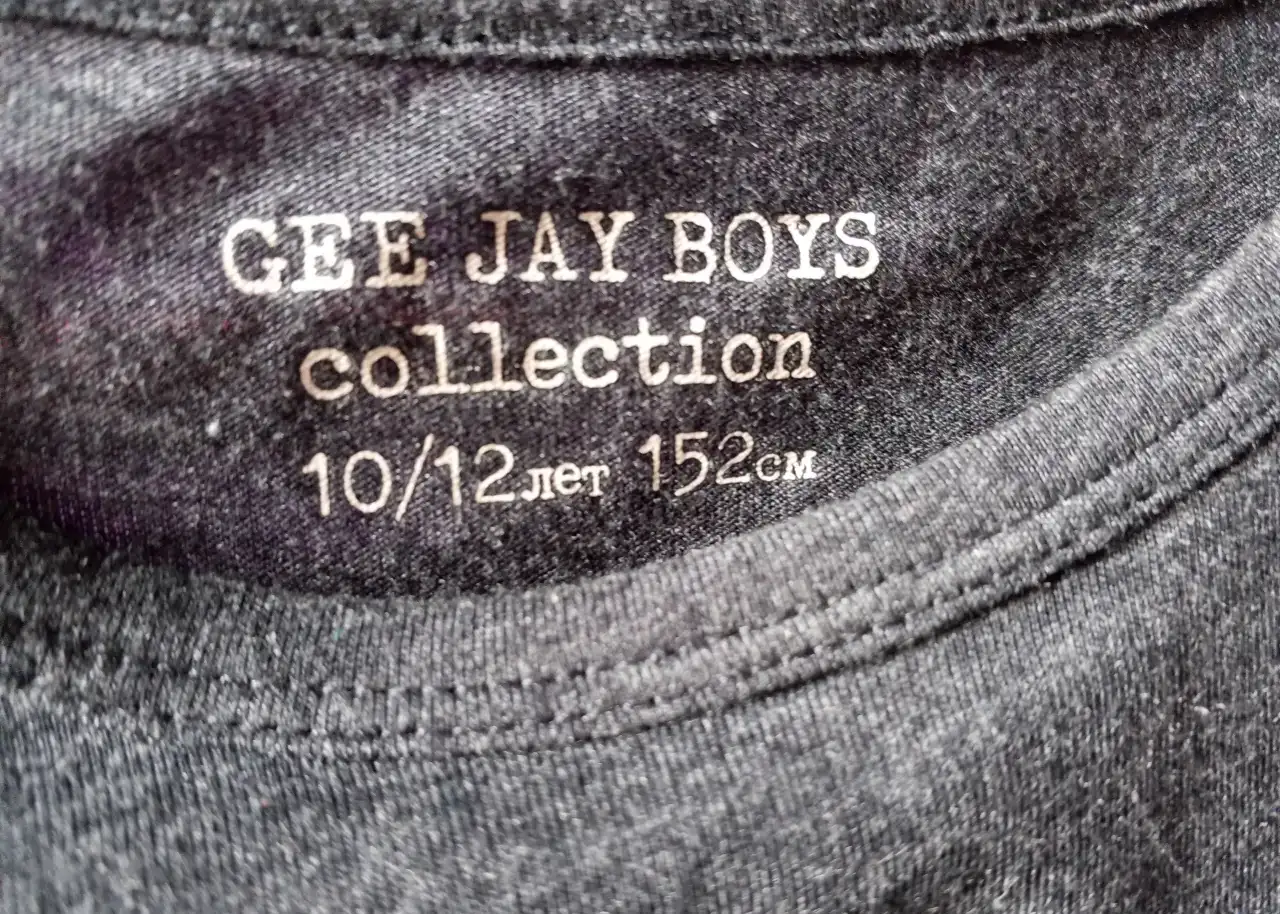 GEE JAY BOYS
collection
10/12лет 152см